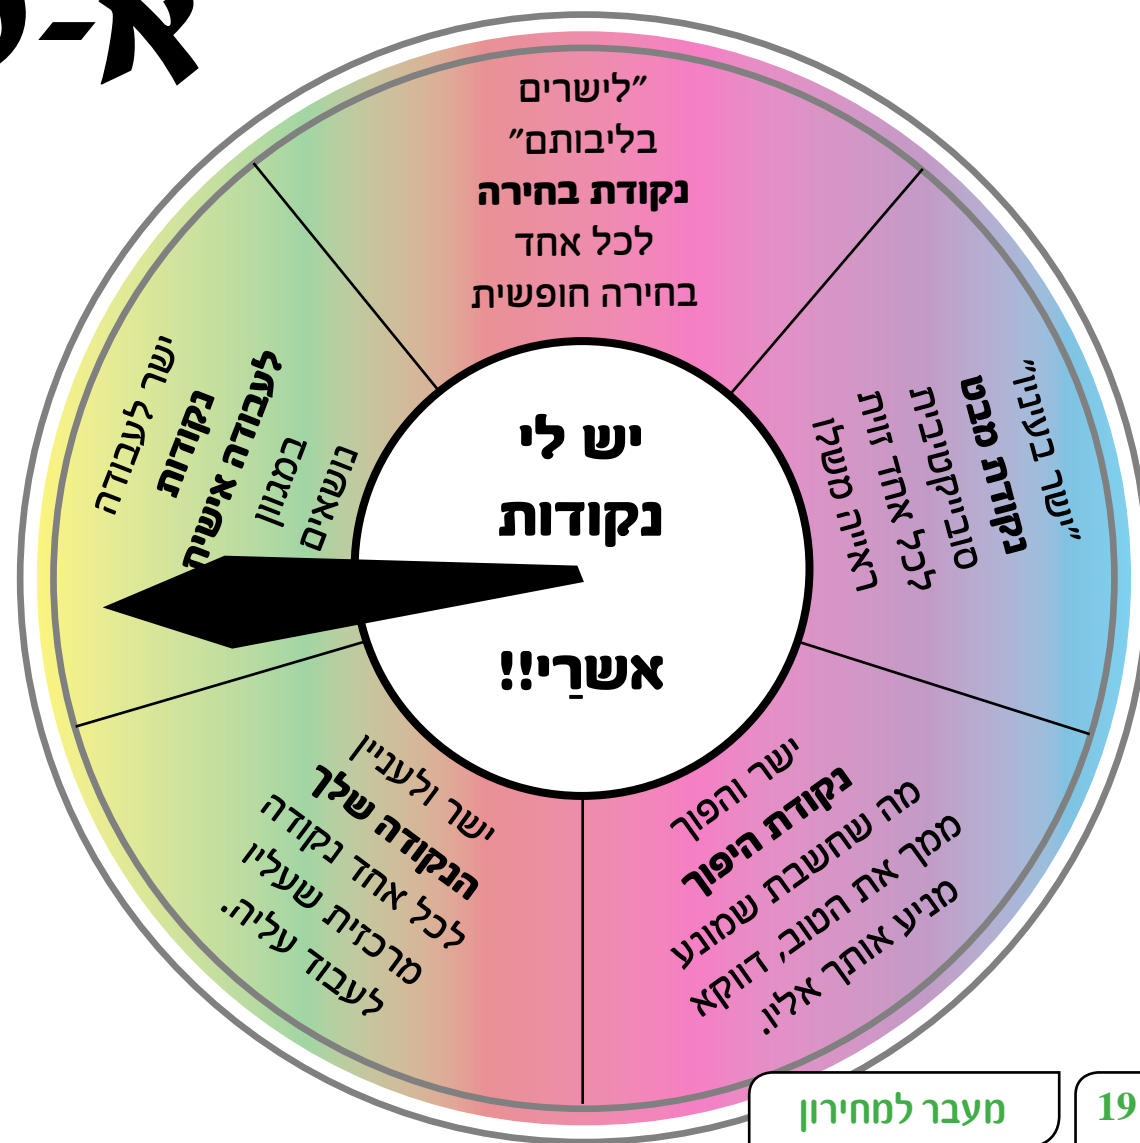 "לישרים
בליבותם"
נקודת בחירה
לכל אחד
בחירה חופשית
"ישר בעיניו"
נקודת מבט
סובייקטיבית
לכל אחד זוית
ראייה משלו
ישר והפוך
נקודת היפוך
מה שחשבת שמונע
ממך את הטוב, דווקא
מניע אותך אליו.
ישר ולעניין
הנקודה שלך
לכל אחד נקודה
מרכזית שעליו
לעבוד עליה.
ישר לעבודה
נקודות
לעבודה אישית
במגוון
נושאים
יש לי
נקודות
אשרַי!!
מעבר למחירון
19